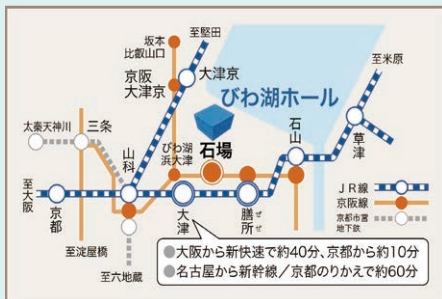 至堅田
坂本
比叡山口
京阪
大津京
大津京
至米原
びわ湖ホール
太秦天神川
三条
山科
びわ湖
浜大津
石場
石山
草津
至大阪
京都
大津
膳所
ぜぜ
JR線
京阪線
京都市営
地下鉄
至淀屋橋
至六地蔵
●大阪から新快速で約40分、京都から約10分
●名古屋から新幹線/京都のりかえで約60分